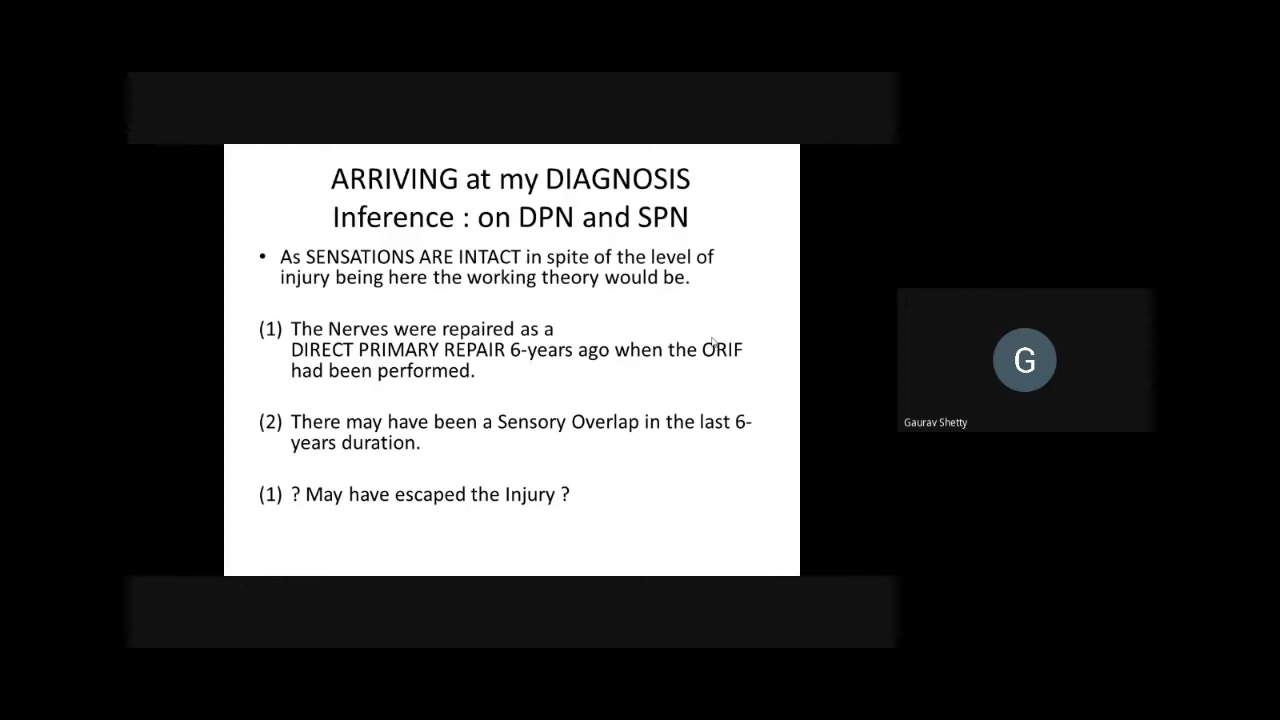 ARRIVING at my DIAGNOSIS
Inference : on DPN and SPN
• As SENSATIONS ARE INTACT in spite of the level of
injury being here the working theory would be.
(1) The Nerves were repaired as a
DIRECT PRIMARY REPAIR 6-years ago when the ORIF
had been performed.
(2) There may have been a Sensory Overlap in the last 6-
years duration.
(1) ? May have escaped the Injury ?
G
Gaurav Shetty